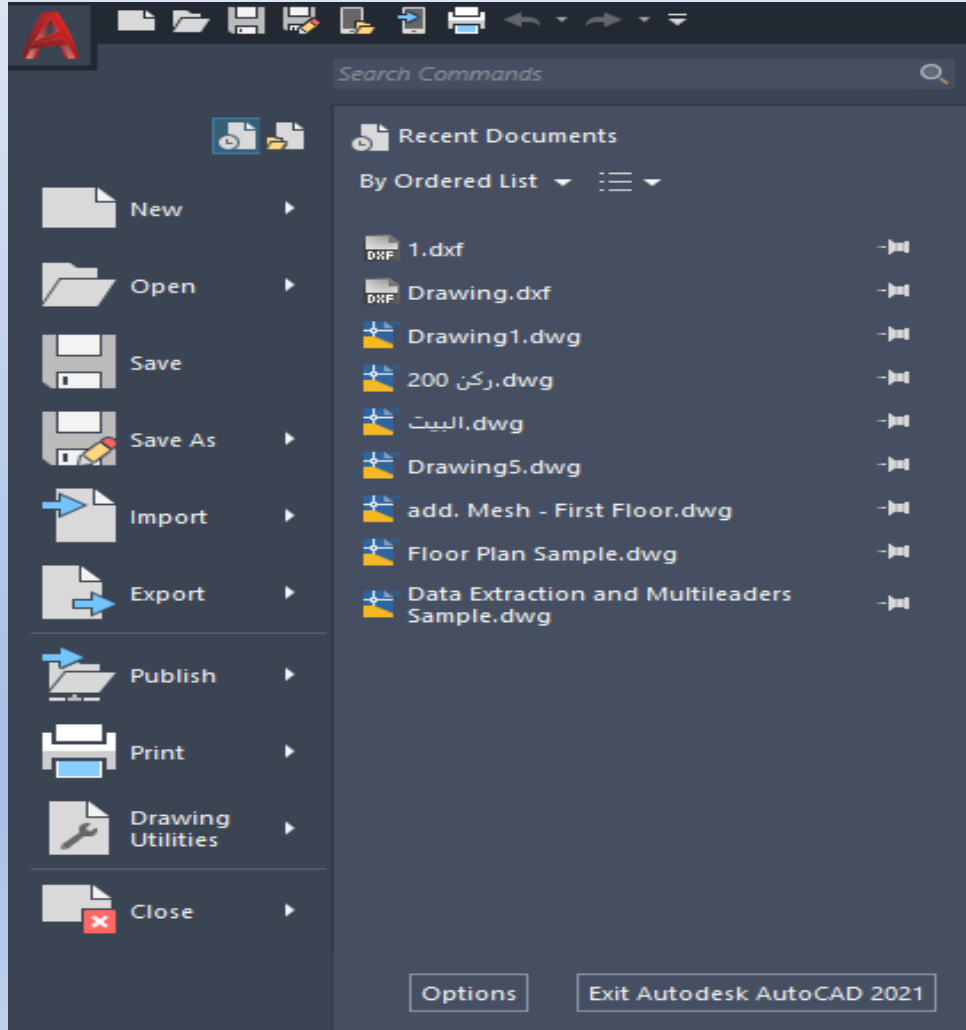 Search Commands
Recent Documents
By Ordered List
New
Open
Save
Save As
Import
Export
Publish
Print
Drawing
Utilities
Close
DXF 1.dxf
DXF Drawing.dxf
Drawing1.dwg
ركن 200.dwg
البيت.dwg
Drawing5.dwg
add. Mesh - First Floor.dwg
Floor Plan Sample.dwg
Data Extraction and Multileaders
Sample.dwg
Options
Exit Autodesk AutoCAD 2021